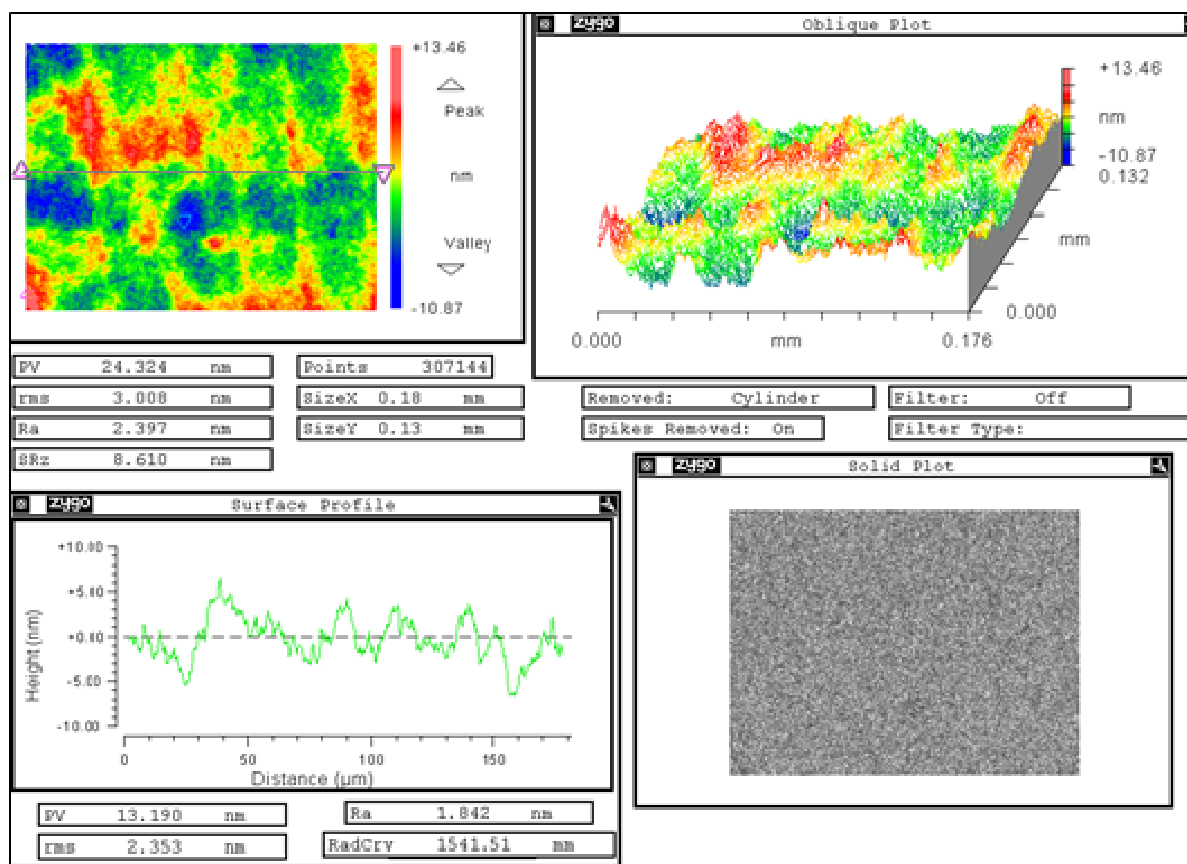 zygo Oblique Plot
+13.46
Peak
nm
Valley
-10.87
+13.46
nm
-10.87
0.132
mm
0.000
0.000 mm 0.176
PV 24.324 nm
rms 3.008 nm
Ra 2.397 nm
SRz 8.610 nm
Points 307144
SizeX 0.18 mm
SizeY 0.13 mm
Removed: Cylinder
Filter: Off
Spikes Removed: On
Filter Type:
zygo Surface Profile
+10.00
+5.00
+0.00
-5.00
-10.00
Height (nm)
0 50 100 150
Distance (µm)
PV 13.190 nm
rms 2.353 nm
Ra 1.842 nm
RadCrv 1541.51 mm
zygo Solid Plot